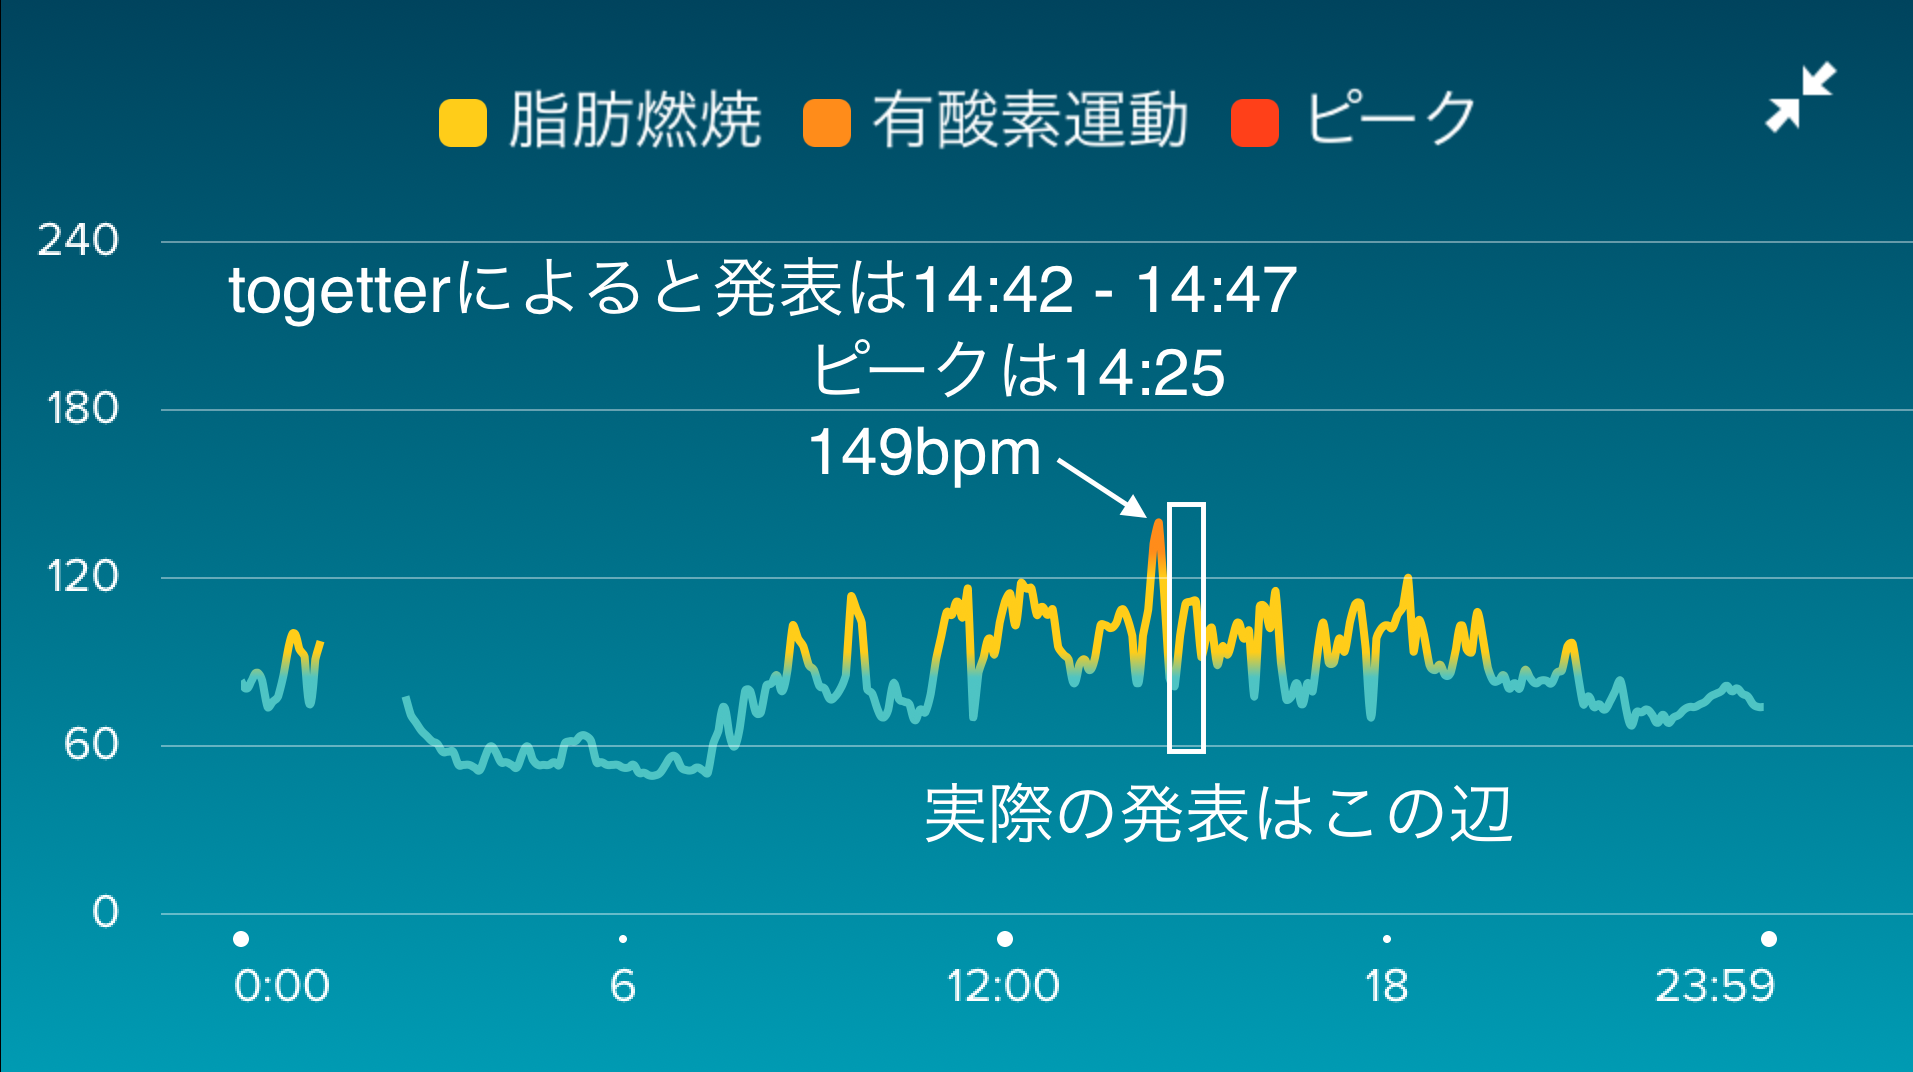 脂肪燃焼 有酸素運動 ピーク
240
togetterによると発表は14:42 - 14:47
ピークは14:25
180
149bpm
120
60
実際の発表はこの辺
0
0:00 6 12:00 18 23:59